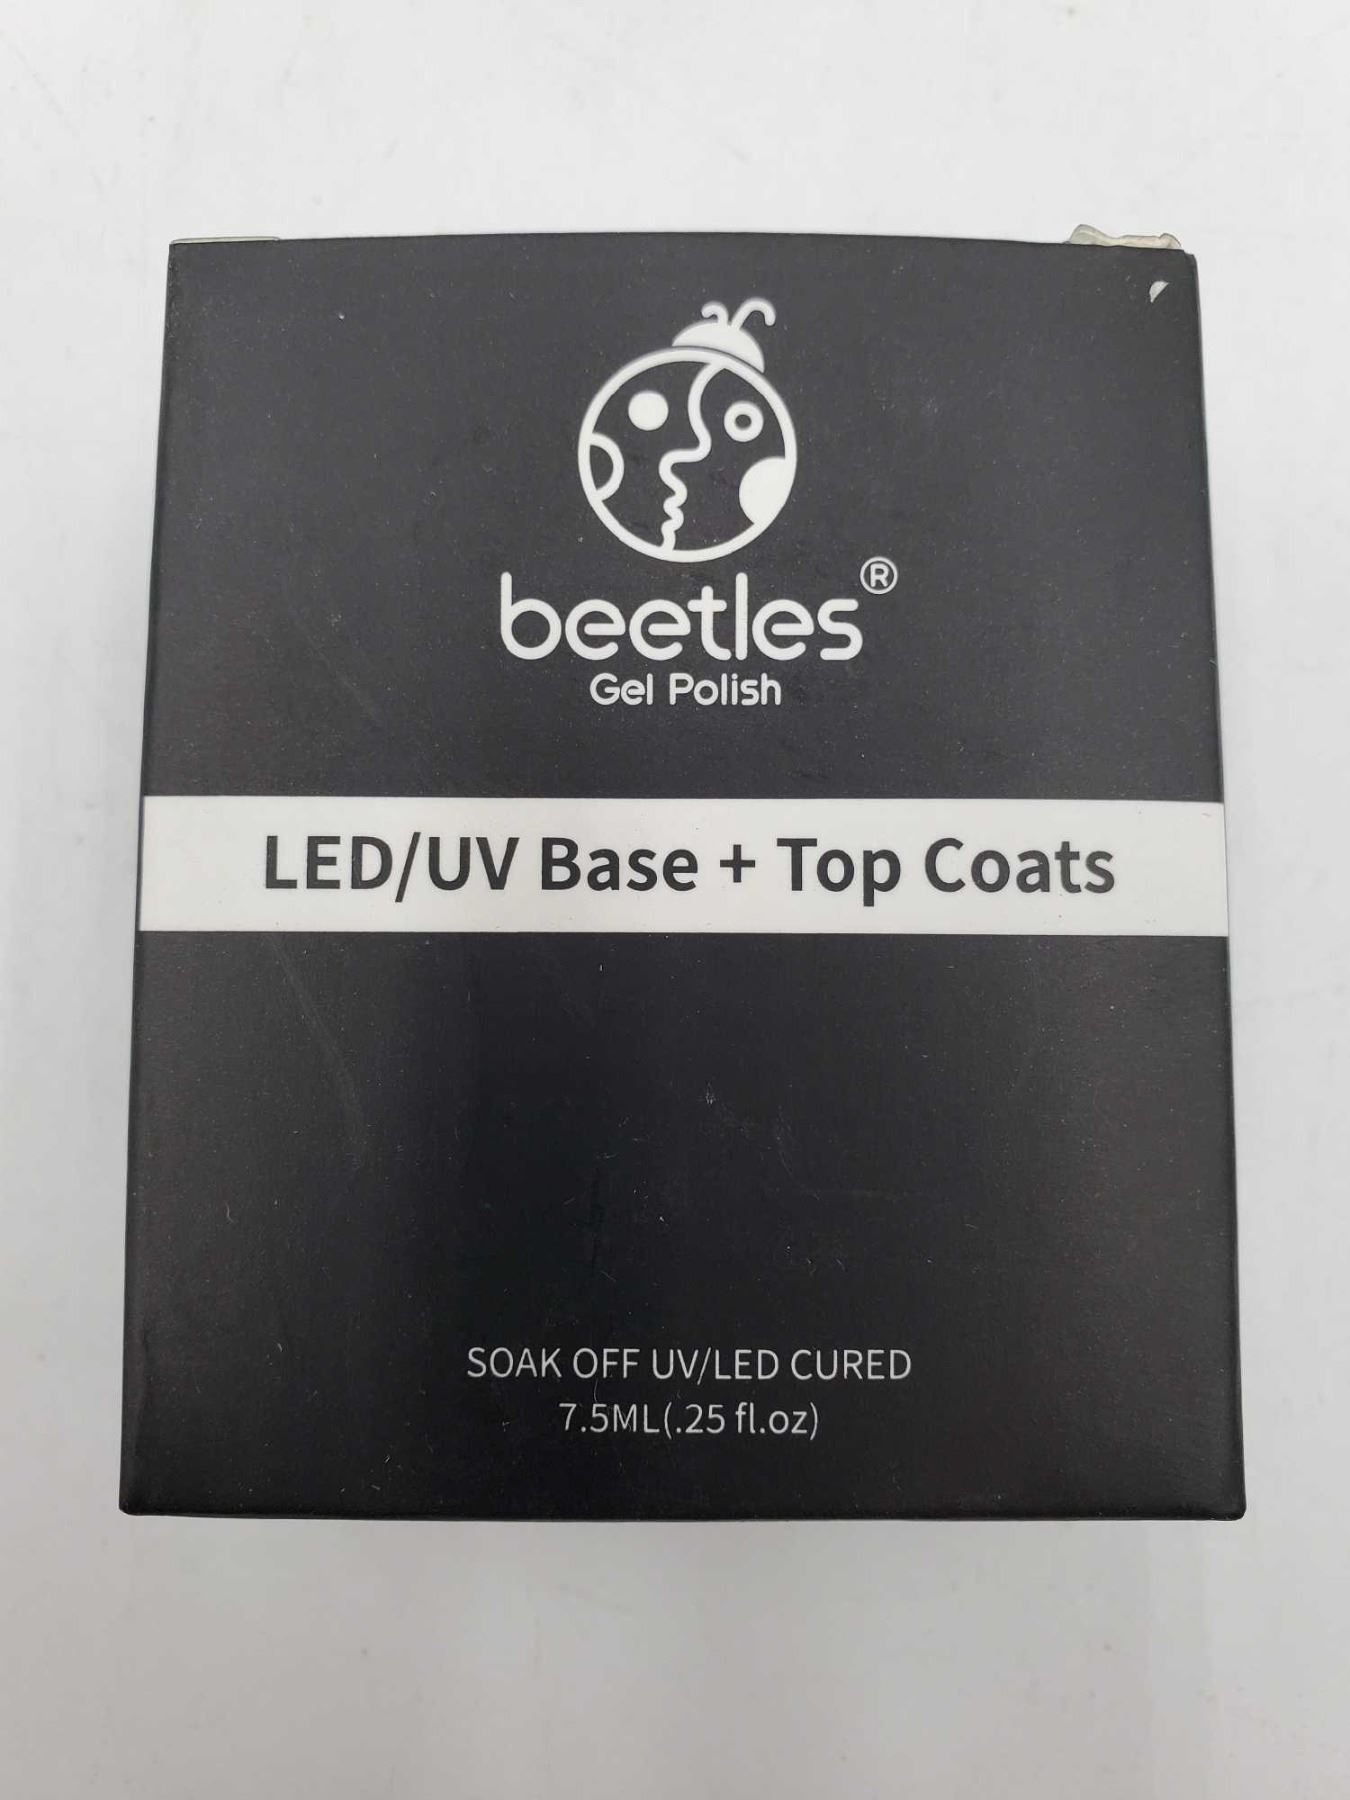 beetles®
Gel Polish
LED/UV Base + Top Coats
SOAK OFF UV/LED CURED
7.5ML(.25 fl.oz)